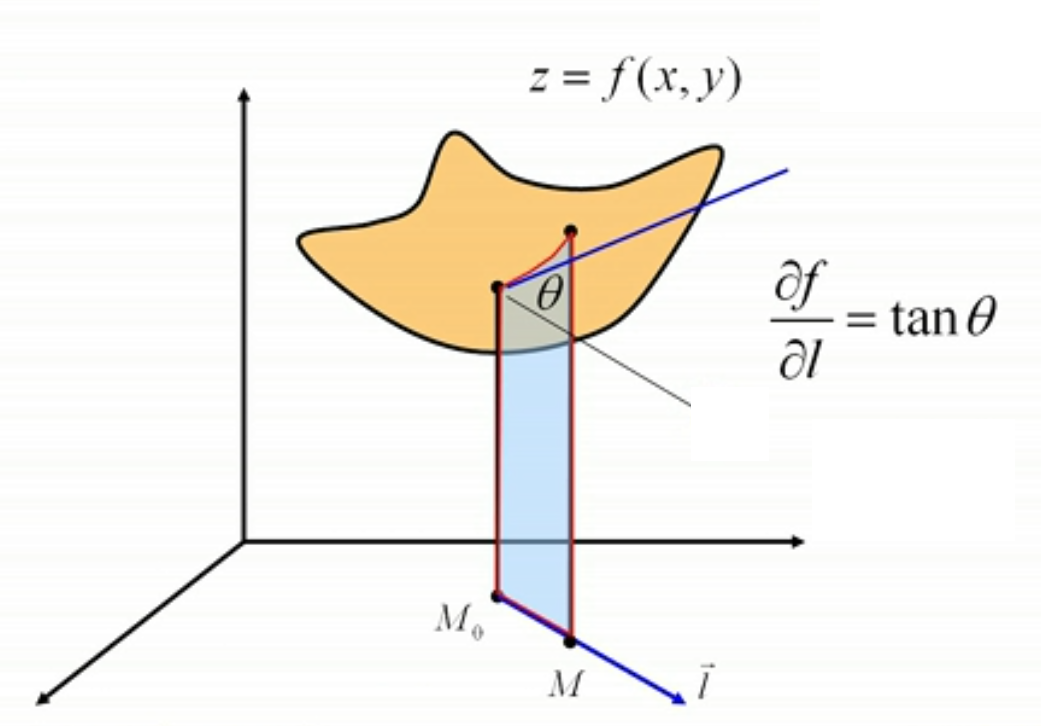 z = f(x, y)
θ
∂f/∂l = tan θ
M₀
M
l⃗